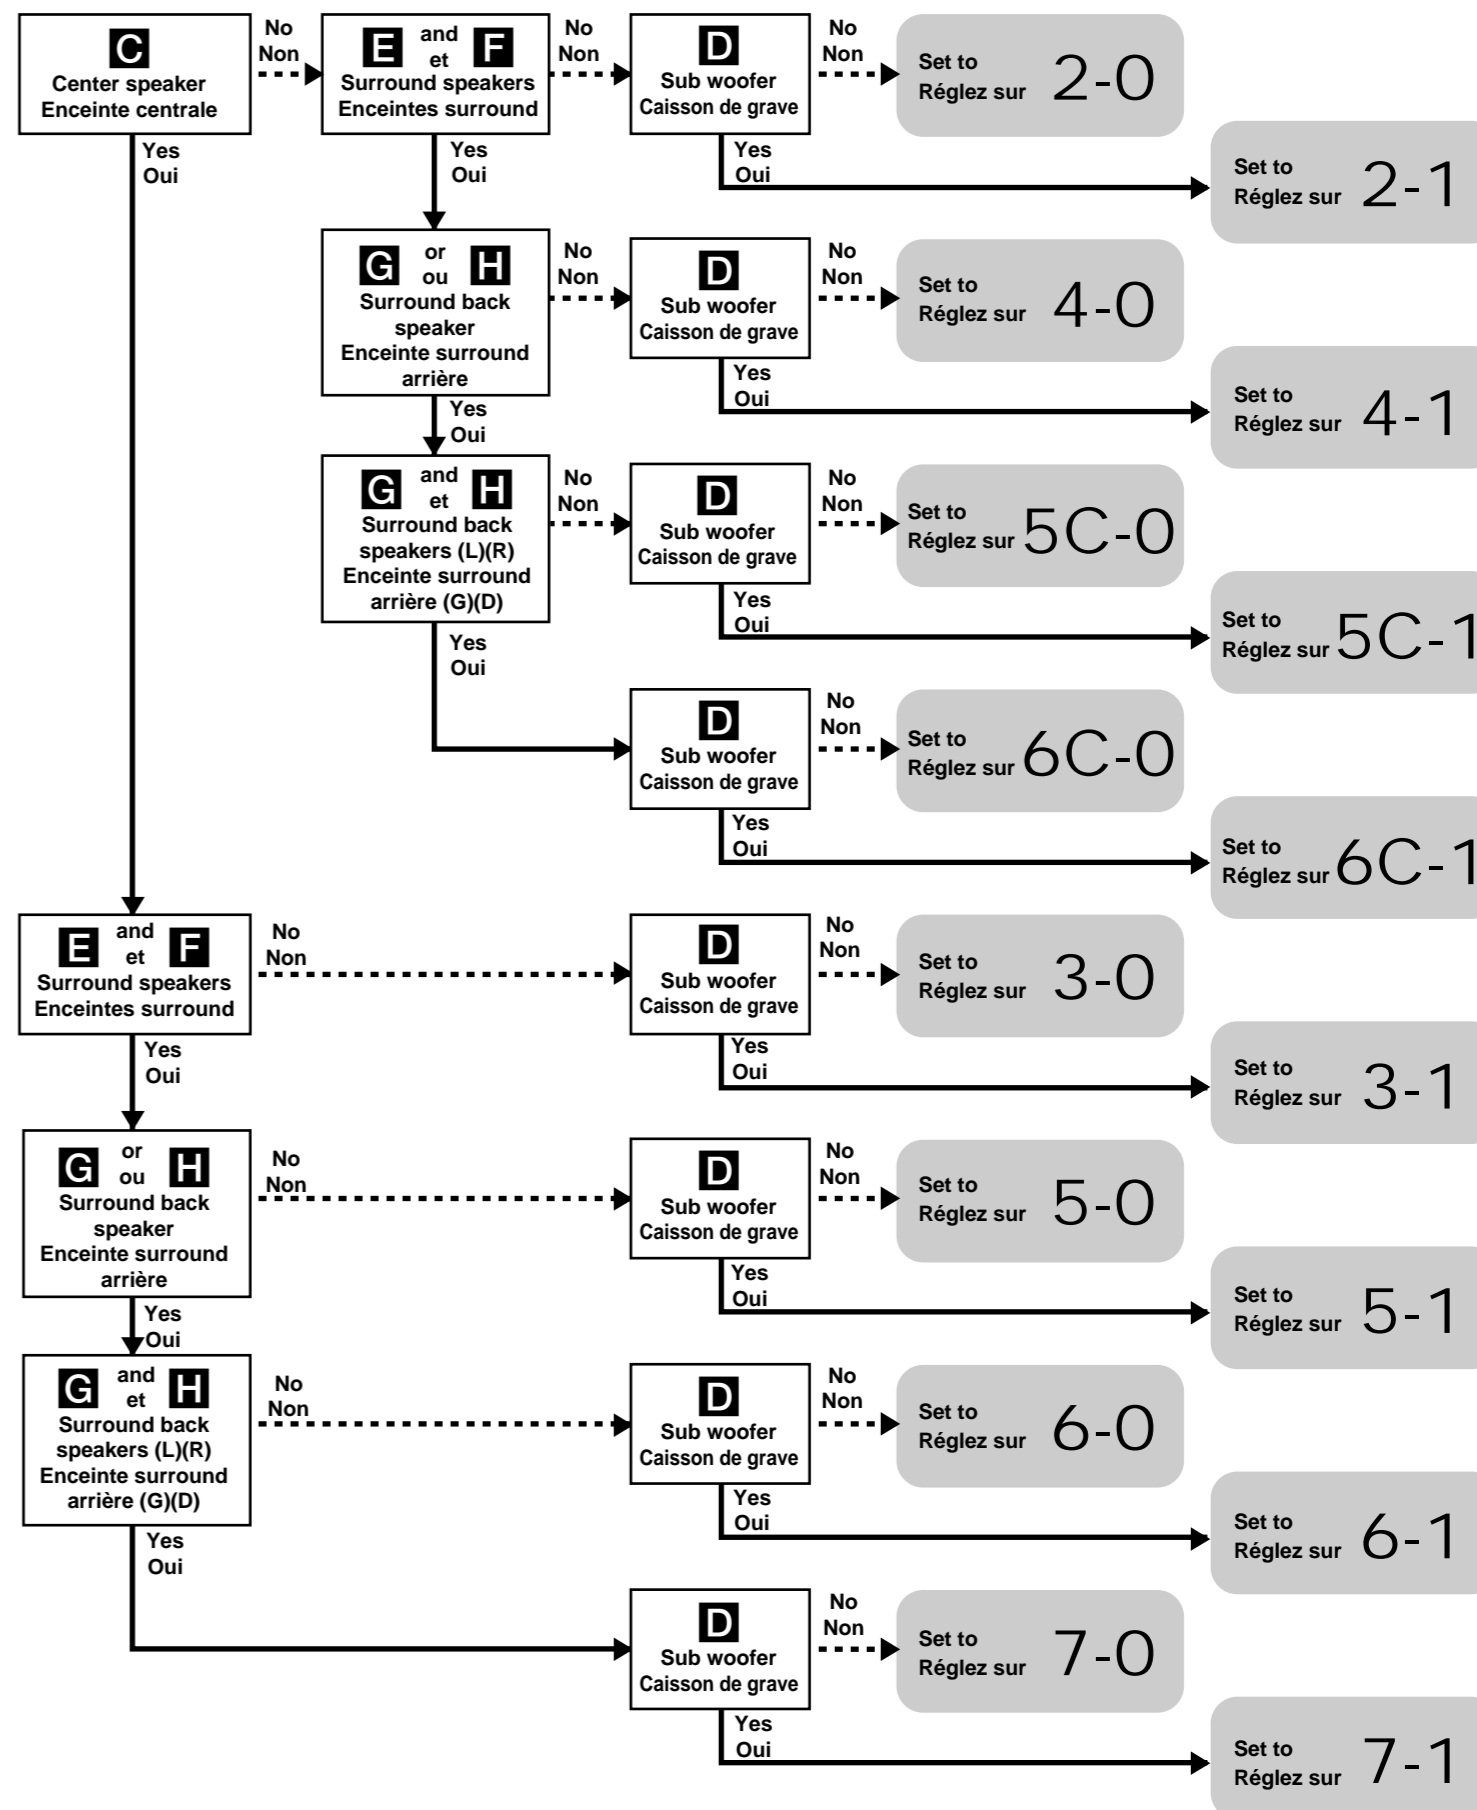 C
Center speaker
Enceinte centrale
No
Non
Yes
Oui
E and F
et
Surround speakers
Enceintes surround
No
Non
Yes
Oui
D
Sub woofer
Caisson de grave
No
Non
Yes
Oui
Set to
Réglez sur 2-0
Set to
Réglez sur 2-1
G or H
ou
Surround back
speaker
Enceinte surround
arrière
No
Non
Yes
Oui
D
Sub woofer
Caisson de grave
No
Non
Yes
Oui
Set to
Réglez sur 4-0
Set to
Réglez sur 4-1
G and H
et
Surround back
speakers (L)(R)
Enceinte surround
arrière (G)(D)
No
Non
Yes
Oui
D
Sub woofer
Caisson de grave
No
Non
Yes
Oui
Set to
Réglez sur 5C-0
Set to
Réglez sur 5C-1
D
Sub woofer
Caisson de grave
No
Non
Yes
Oui
Set to
Réglez sur 6C-0
Set to
Réglez sur 6C-1
E and F
et
Surround speakers
Enceintes surround
No
Non
Yes
Oui
D
Sub woofer
Caisson de grave
No
Non
Yes
Oui
Set to
Réglez sur 3-0
Set to
Réglez sur 3-1
G or H
ou
Surround back
speaker
Enceinte surround
arrière
No
Non
Yes
Oui
D
Sub woofer
Caisson de grave
No
Non
Yes
Oui
Set to
Réglez sur 5-0
Set to
Réglez sur 5-1
G and H
et
Surround back
speakers (L)(R)
Enceinte surround
arrière (G)(D)
No
Non
Yes
Oui
D
Sub woofer
Caisson de grave
No
Non
Yes
Oui
Set to
Réglez sur 6-0
Set to
Réglez sur 6-1
D
Sub woofer
Caisson de grave
No
Non
Yes
Oui
Set to
Réglez sur 7-0
Set to
Réglez sur 7-1